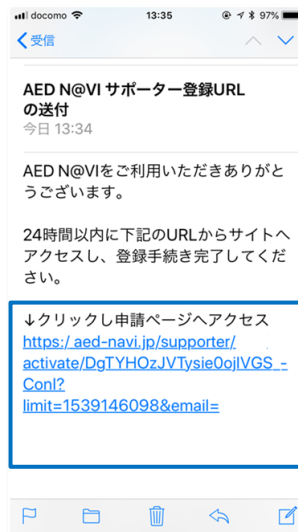 docomo 13:35 97%
受信
AED N@VI サポーター登録URL
の送付
今日 13:34
AED N@VIをご利用いただきありがと
うございます。
24時間以内に下記のURLからサイトへ
アクセスし、登録手続き完了してくだ
さい。
↓クリックし申請ページへアクセス
https:/ aed-navi.jp/supporter/
activate/DgTYHOzJVTysie0ojlVGS_-
ConI?
limit=1539146098&email=